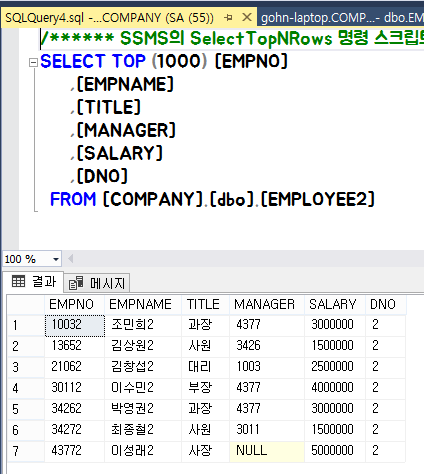 SQLQuery4.sql -...COMPANY (SA (55))* gohn-laptop.COMP...- dbo.EM
/****** SSMS의 SelectTopNRows 명령 스크립트
SELECT TOP (1000) [EMPNO]
,[EMPNAME]
,[TITLE]
,[MANAGER]
,[SALARY]
,[DNO]
FROM [COMPANY].[dbo].[EMPLOYEE2]
100 %
결과 메시지
EMPNO EMPNAME TITLE MANAGER SALARY DNO
1 10032 조민희2 과장 4377 3000000 2
2 13652 김상원2 사원 3426 1500000 2
3 21062 김창섭2 대리 1003 2500000 2
4 30112 이수민2 부장 4377 4000000 2
5 34262 박영권2 과장 4377 3000000 2
6 34272 최종철2 사원 3011 1500000 2
7 43772 이성래2 사장 NULL 5000000 2